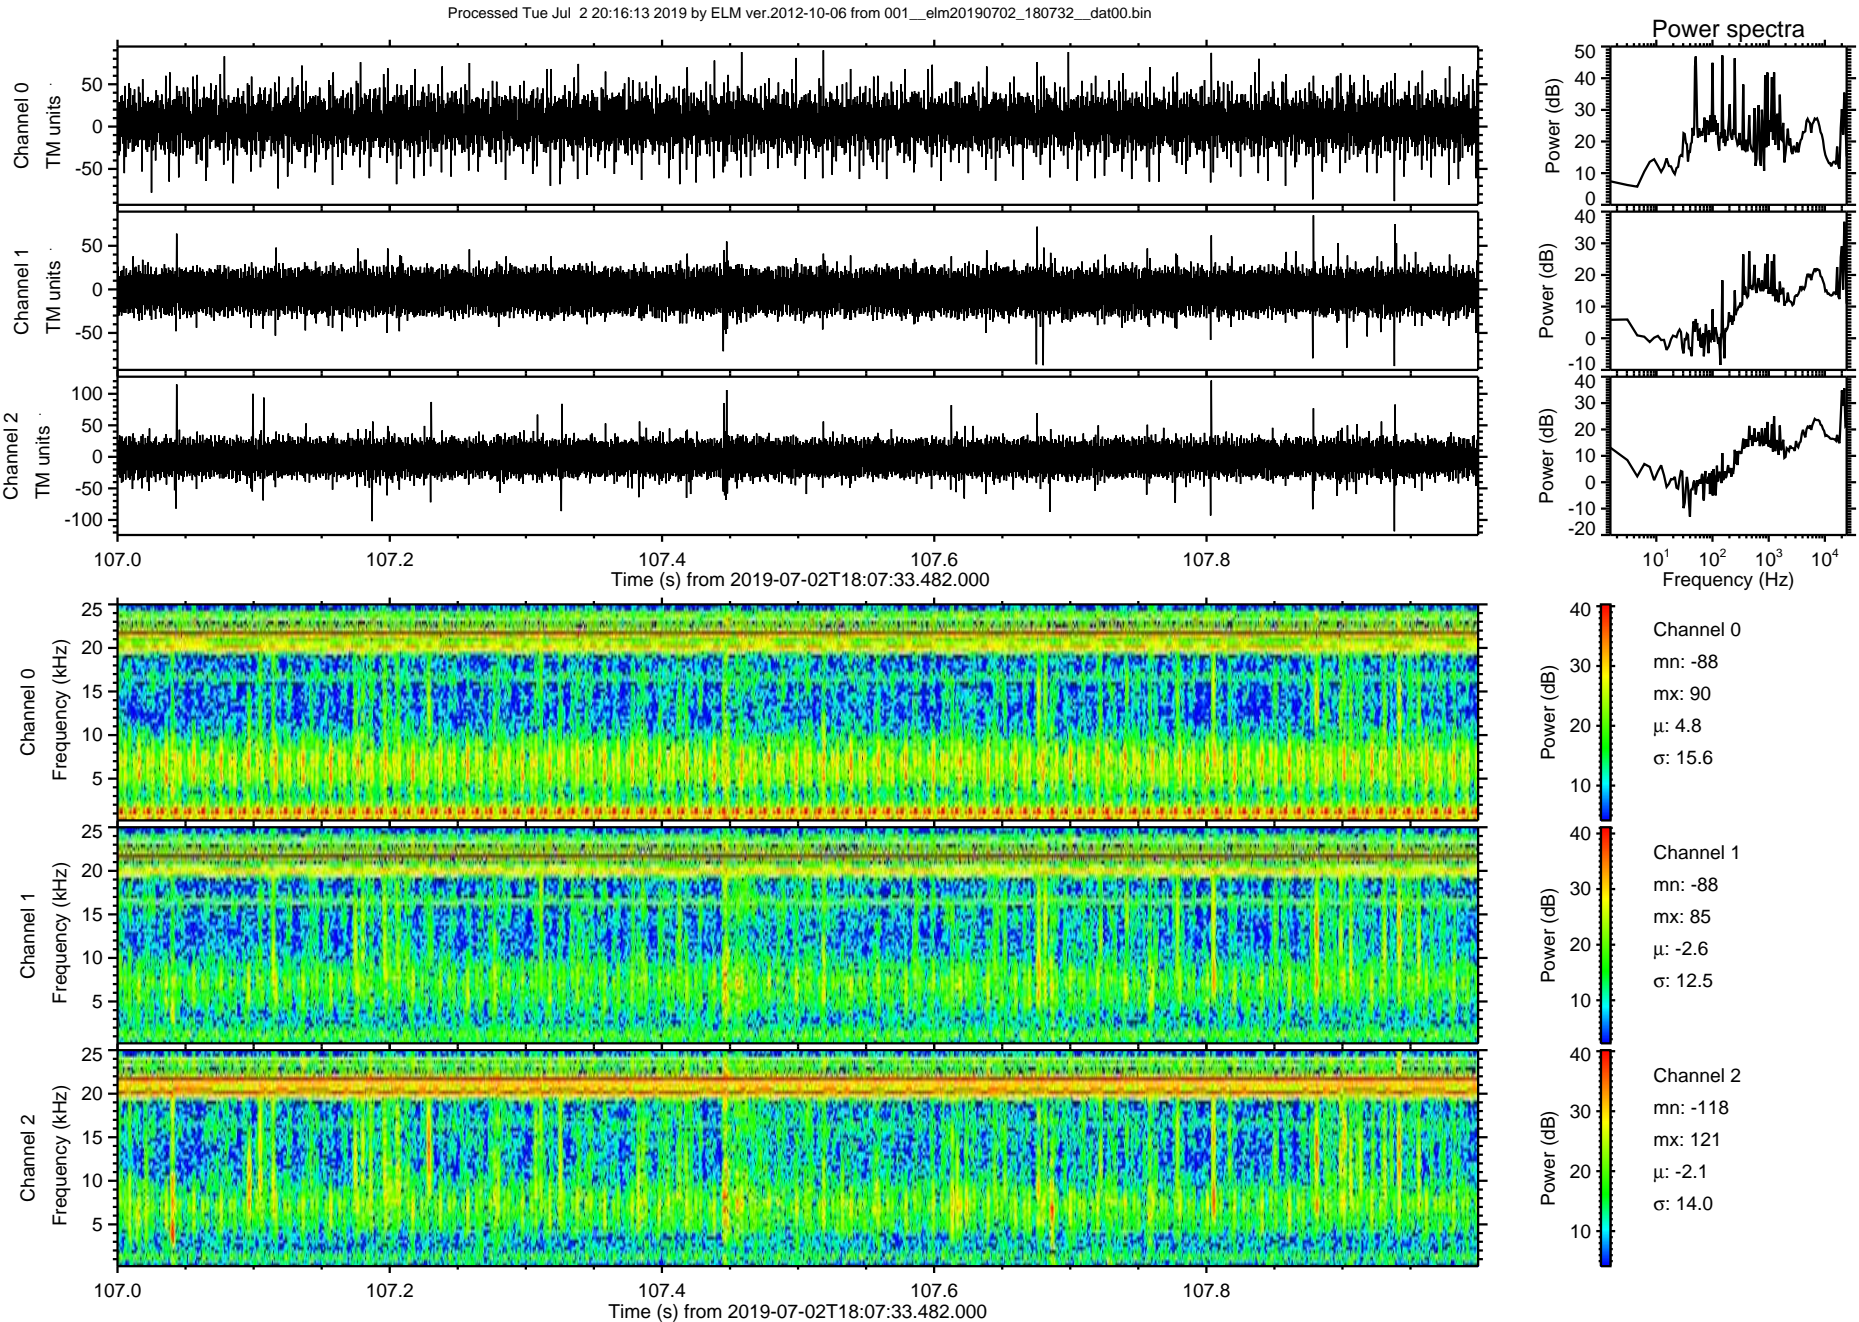 Processed Tue Jul  2 20:16:13 2019 by ELM ver.2012-10-06 from 001__elm20190702_180732__dat00.bin
Power spectra
Channel 0
TM units
50
0
-50
Power (dB)
50
40
30
20
10
0
Channel 1
TM units
50
0
-50
Power (dB)
40
30
20
10
0
-10
Channel 2
TM units
100
50
0
-50
-100
Power (dB)
40
30
20
10
0
-10
-20
107.0 107.2 107.4 107.6 107.8
Time (s) from 2019-07-02T18:07:33.482.000
10¹ 10² 10³ 10⁴
Frequency (Hz)
Channel 0
Frequency (kHz)
25
20
15
10
5
Power (dB)
40
30
20
10
Channel 0
mn: -88
mx: 90
μ: 4.8
σ: 15.6
Channel 1
Frequency (kHz)
25
20
15
10
5
Power (dB)
40
30
20
10
Channel 1
mn: -88
mx: 85
μ: -2.6
σ: 12.5
Channel 2
Frequency (kHz)
25
20
15
10
5
Power (dB)
40
30
20
10
Channel 2
mn: -118
mx: 121
μ: -2.1
σ: 14.0
107.0 107.2 107.4 107.6 107.8
Time (s) from 2019-07-02T18:07:33.482.000